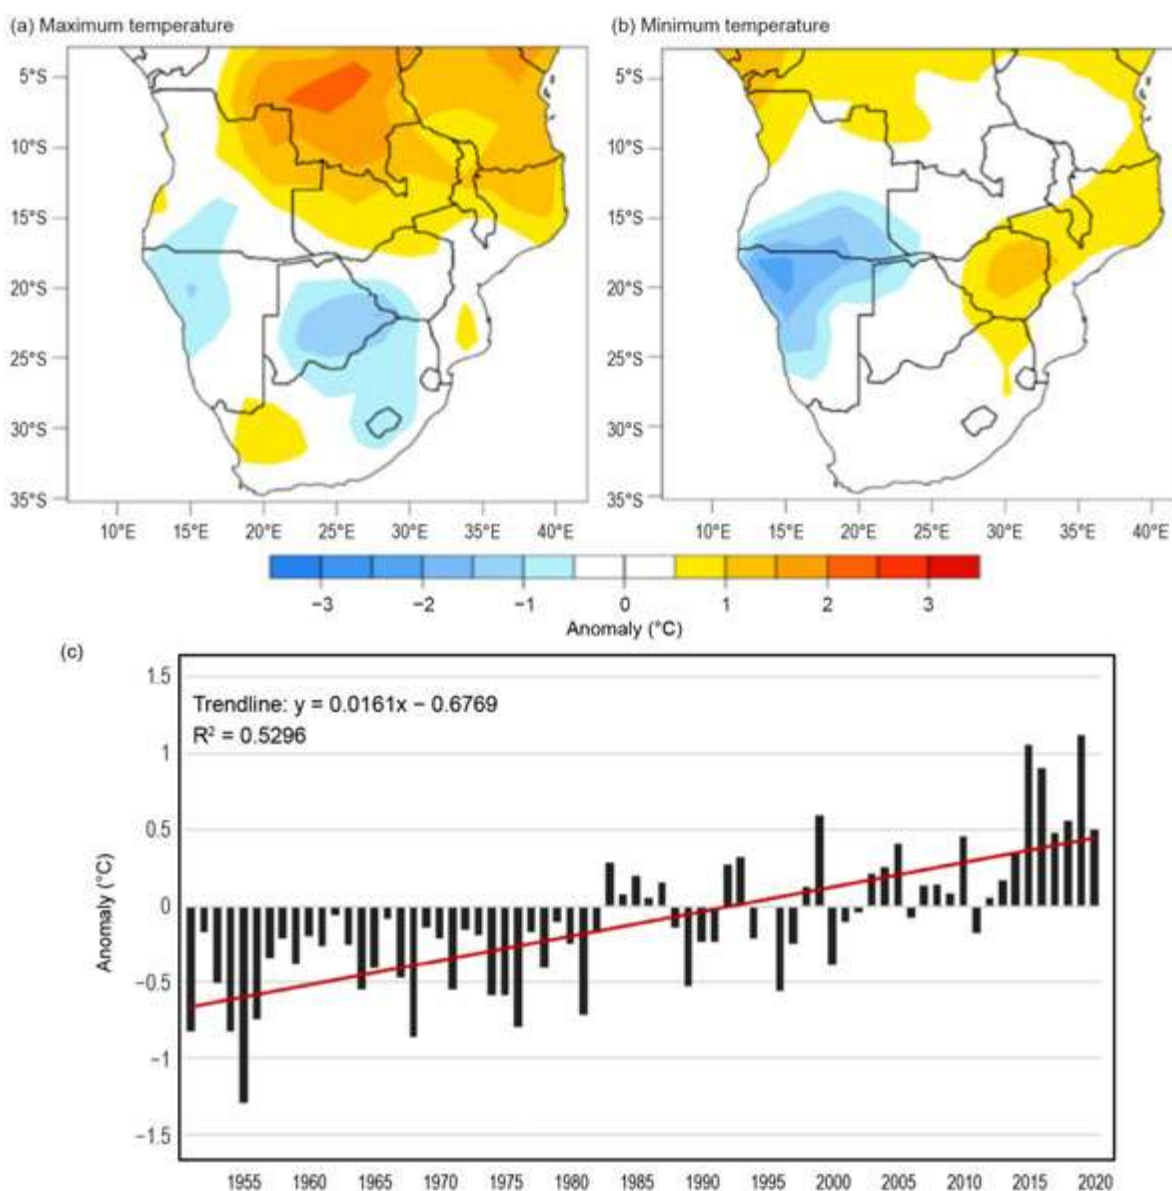 (a) Maximum temperature
(b) Minimum temperature
5°S
10°S
15°S
20°S
25°S
30°S
35°S
5°S
10°S
15°S
20°S
25°S
30°S
35°S
10°E 15°E 20°E 25°E 30°E 35°E 40°E
10°E 15°E 20°E 25°E 30°E 35°E 40°E
−3 −2 −1 0 1 2 3
Anomaly (°C)
(c)
Trendline: y = 0.0161x − 0.6769
R² = 0.5296
Anomaly (°C)
1.5
1
0.5
0
−0.5
−1
−1.5
1955 1960 1965 1970 1975 1980 1985 1990 1995 2000 2005 2010 2015 2020